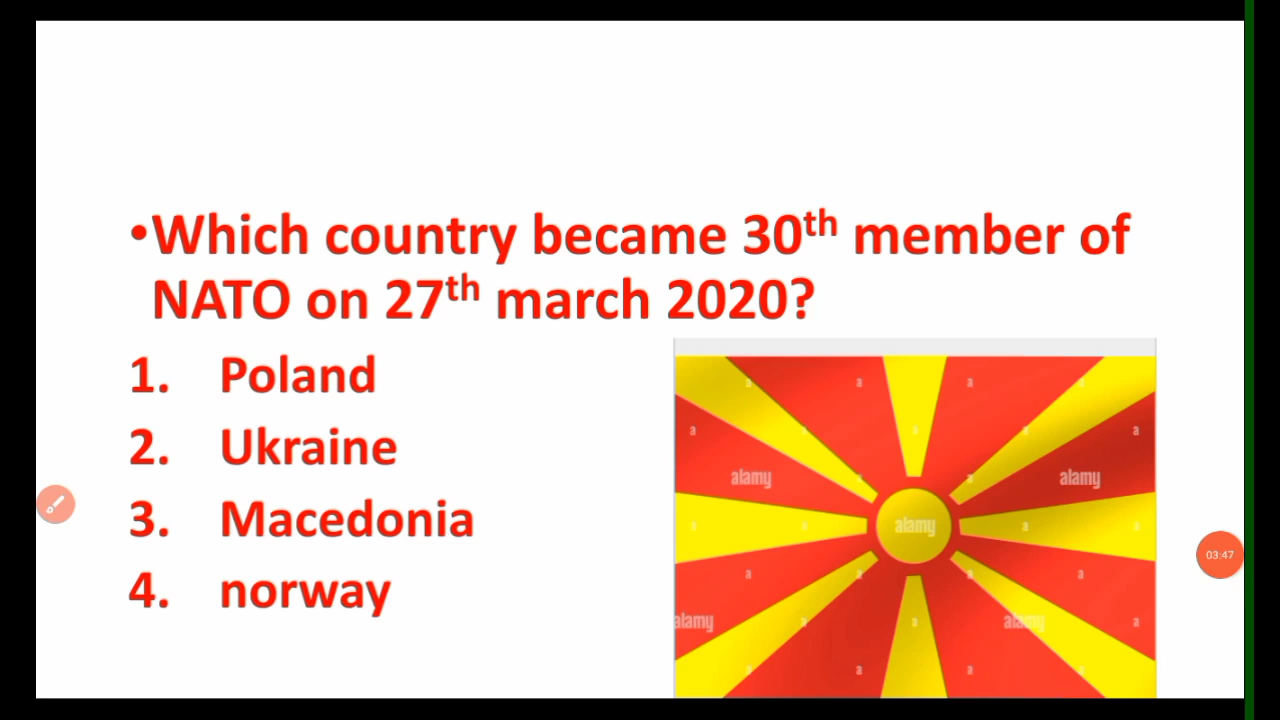 •Which country became 30th member of
NATO on 27th march 2020?
1. Poland
2. Ukraine
3. Macedonia
4. norway
a a a a
a a a a a
alamy a alamy
a a alamy a a
a a a a
alamy a a alamy a
a a a a
03:47